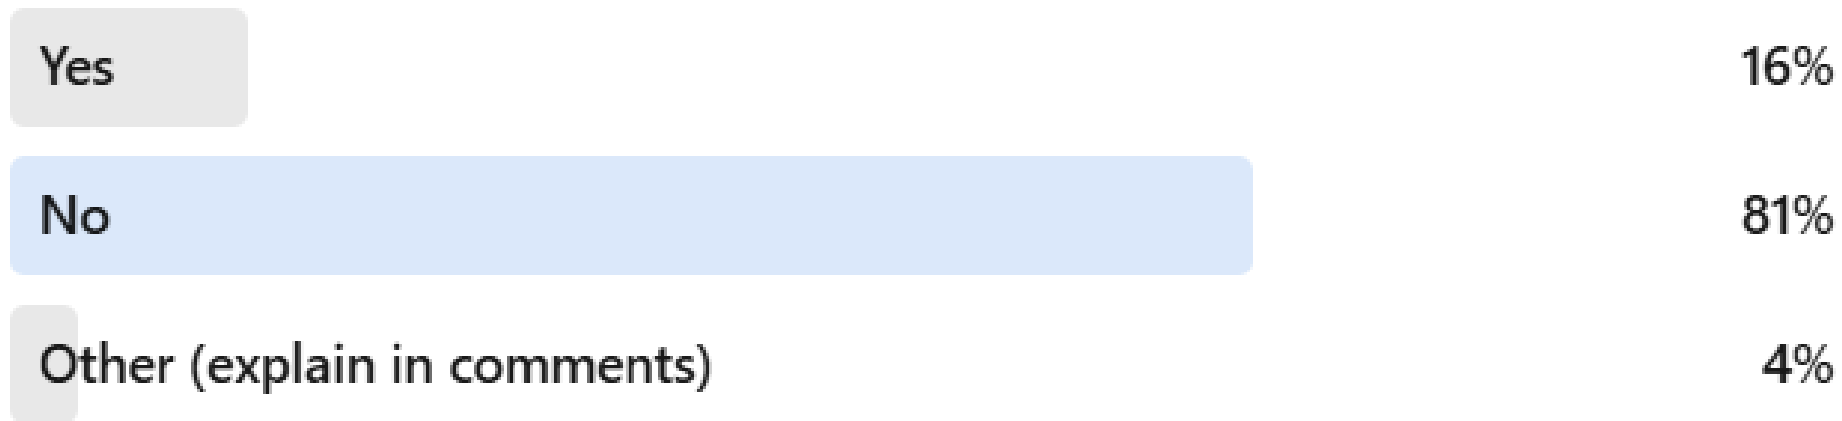 Yes 16%
No 81%
Other (explain in comments) 4%